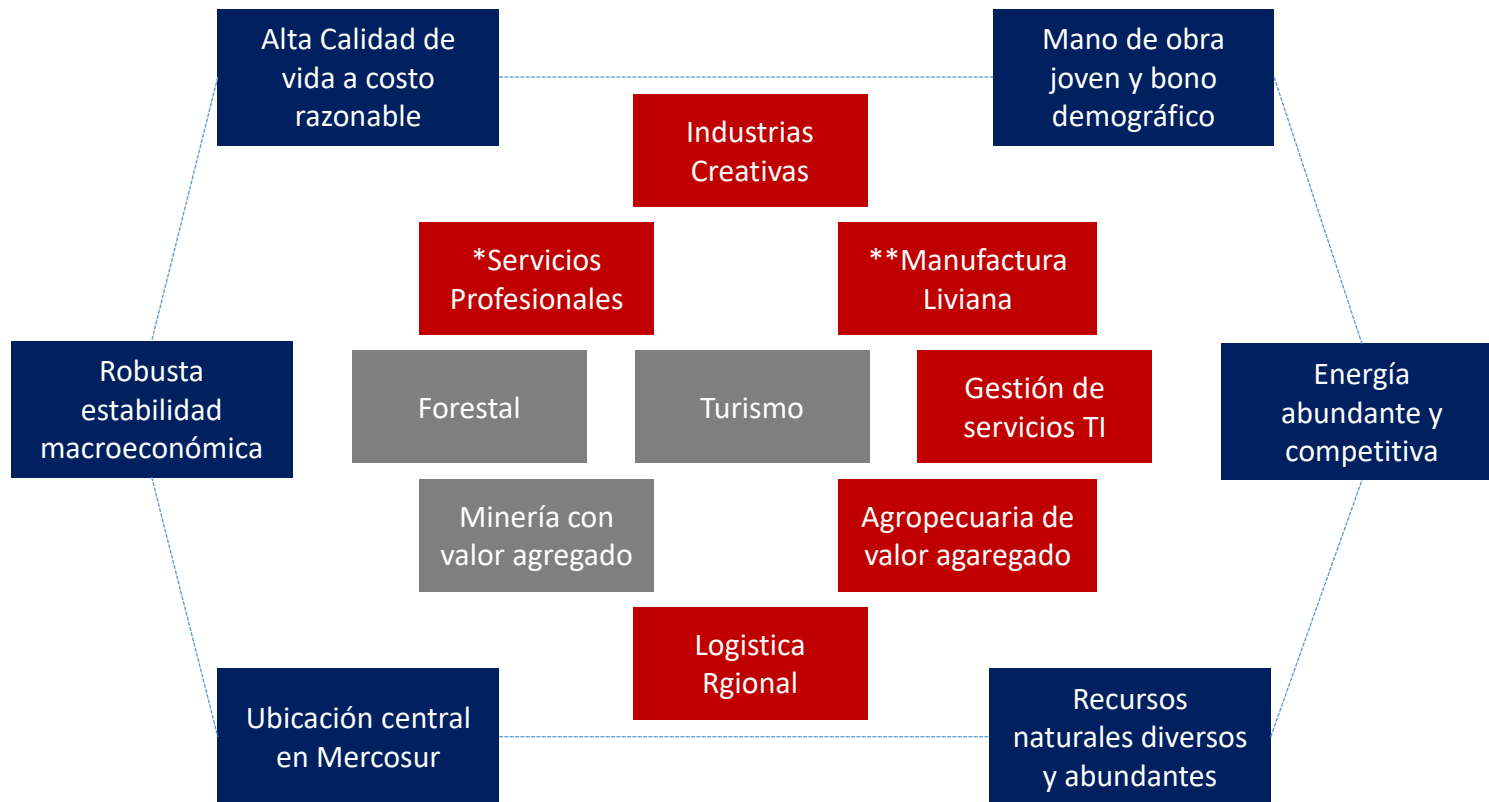 Alta Calidad de
vida a costo
razonable
Mano de obra
joven y bono
demográfico
Industrias
Creativas
*Servicios
Profesionales
**Manufactura
Liviana
Robusta
estabilidad
macroeconómica
Forestal
Turismo
Gestión de
servicios TI
Energía
abundante y
competitiva
Minería con
valor agregado
Agropecuaria de
valor agaregado
Logistica
Rgional
Ubicación central
en Mercosur
Recursos
naturales diversos
y abundantes